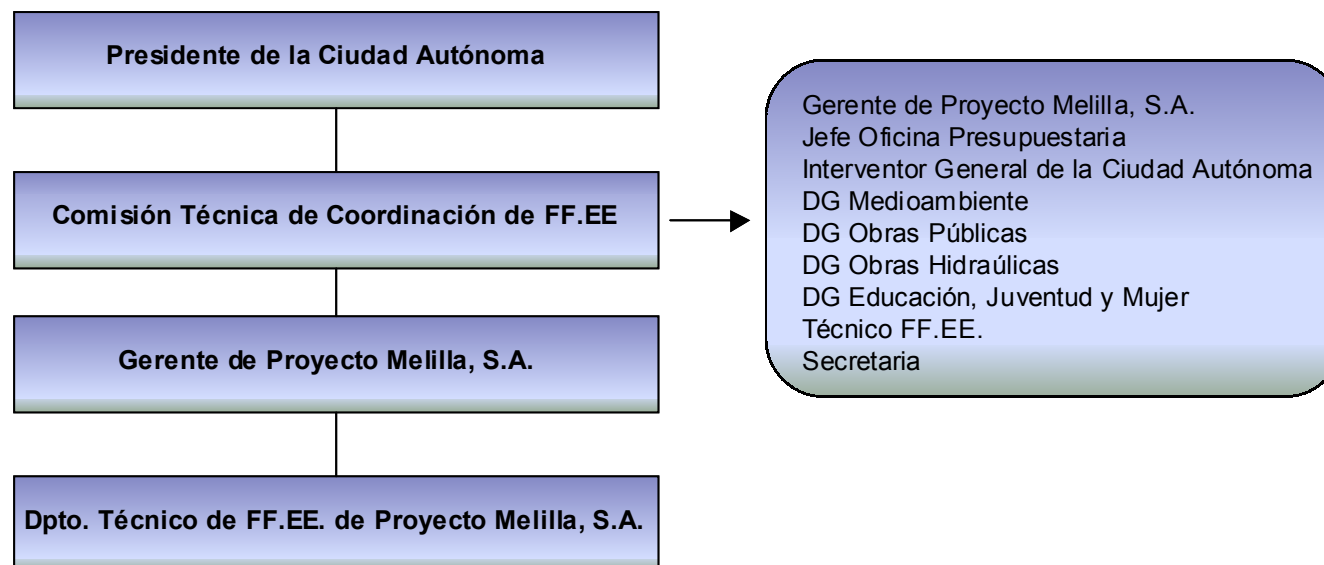 Presidente de la Ciudad Autónoma
Comisión Técnica de Coordinación de FF.EE
Gerente de Proyecto Melilla, S.A.
Dpto. Técnico de FF.EE. de Proyecto Melilla, S.A.
Gerente de Proyecto Melilla, S.A.
Jefe Oficina Presupuestaria
Interventor General de la Ciudad Autónoma
DG Medioambiente
DG Obras Públicas
DG Obras Hidraúlicas
DG Educación, Juventud y Mujer
Técnico FF.EE.
Secretaria